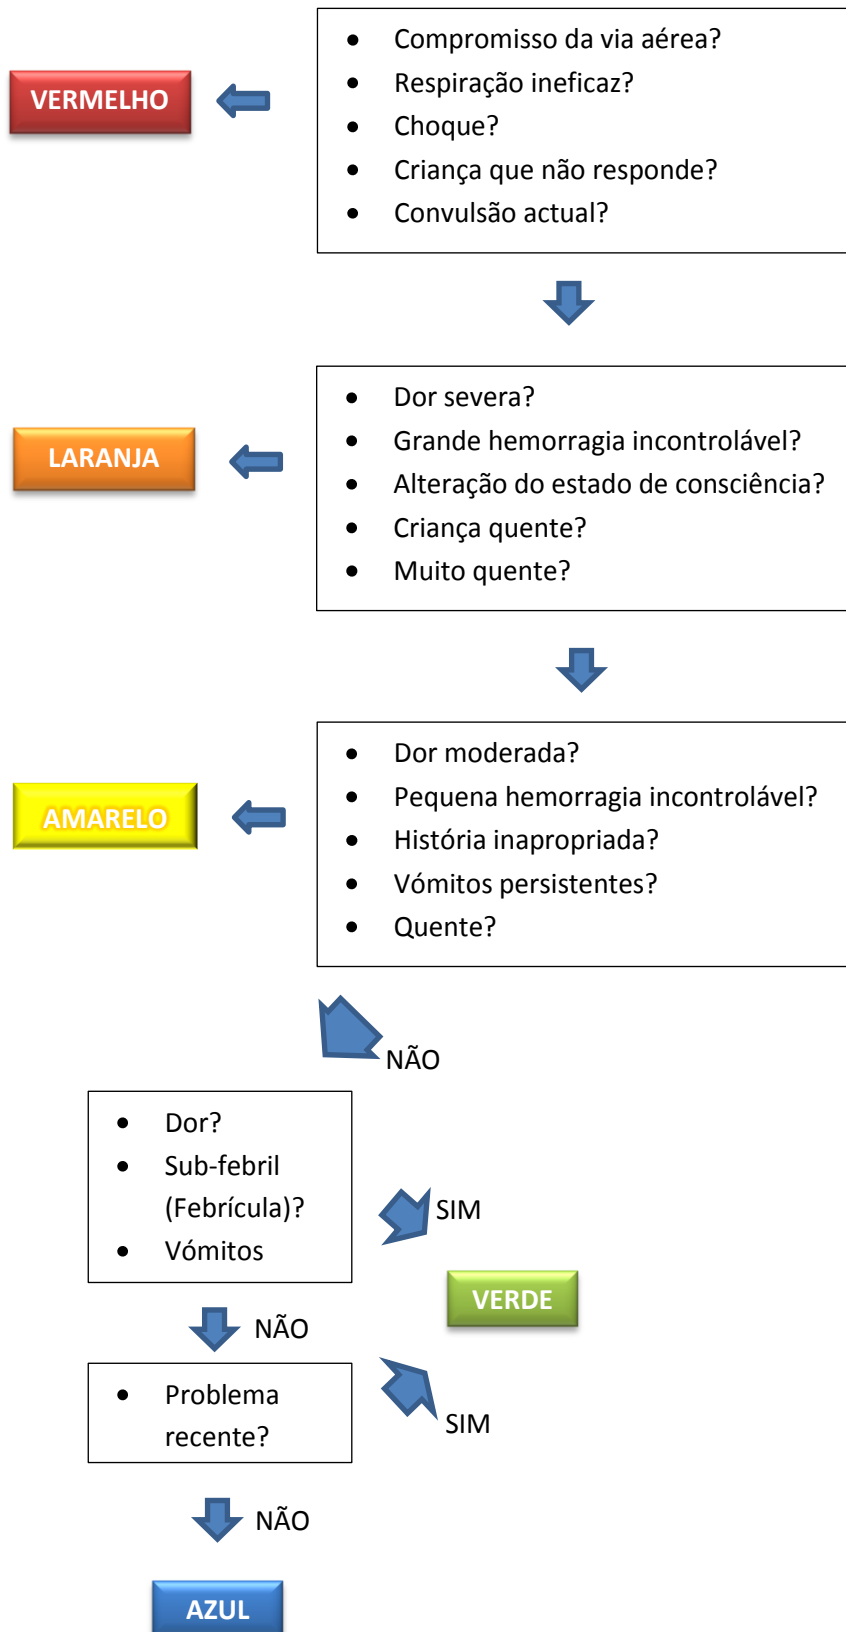 VERMELHO
• Compromisso da via aérea?
• Respiração ineficaz?
• Choque?
• Criança que não responde?
• Convulsão actual?
LARANJA
• Dor severa?
• Grande hemorragia incontrolável?
• Alteração do estado de consciência?
• Criança quente?
• Muito quente?
AMARELO
• Dor moderada?
• Pequena hemorragia incontrolável?
• História inapropriada?
• Vómitos persistentes?
• Quente?
NÃO
• Dor?
• Sub-febril
(Febrícula)?
• Vómitos
SIM
VERDE
NÃO
• Problema
recente?
SIM
NÃO
AZUL